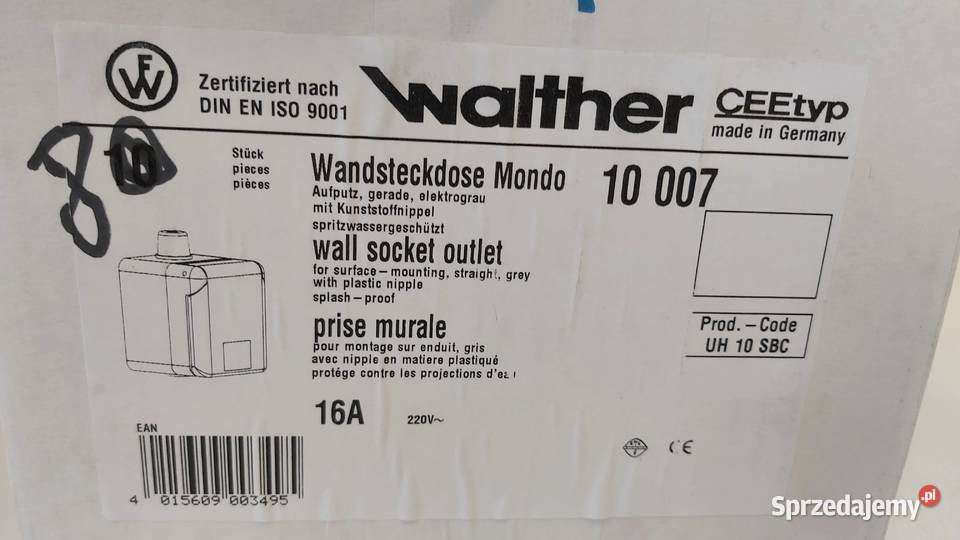 FW
Zertifiziert nach
DIN EN ISO 9001
Walther
CEEtyp
made in Germany
8
10
Stück
pieces
pièces
Wandsteckdose Mondo 10 007
Aufputz, gerade, elektrograu
mit Kunststoffnippel
spritzwassergeschützt
wall socket outlet
for surface – mounting, straight, grey
with plastic nipple
splash – proof
prise murale
pour montage sur enduit, gris
avec nipple en matiere plastiqué
protége contre les projections
16A 220V~
Prod. – Code
UH 10 SBC
EAN
4 015609 003495
CE
Sprzedajemy.pl